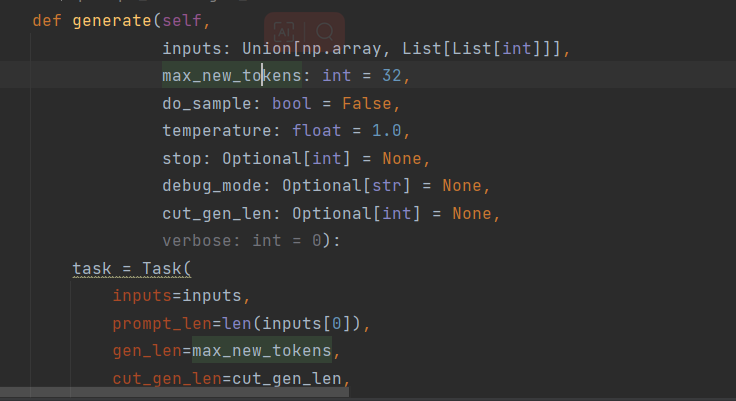 def generate(self,
inputs: Union[np.array, List[List[int]]],
max_new_tokens: int = 32,
do_sample: bool = False,
temperature: float = 1.0,
stop: Optional[int] = None,
debug_mode: Optional[str] = None,
cut_gen_len: Optional[int] = None,
verbose: int = 0):
task = Task(
inputs=inputs,
prompt_len=len(inputs[0]),
gen_len=max_new_tokens,
cut_gen_len=cut_gen_len,